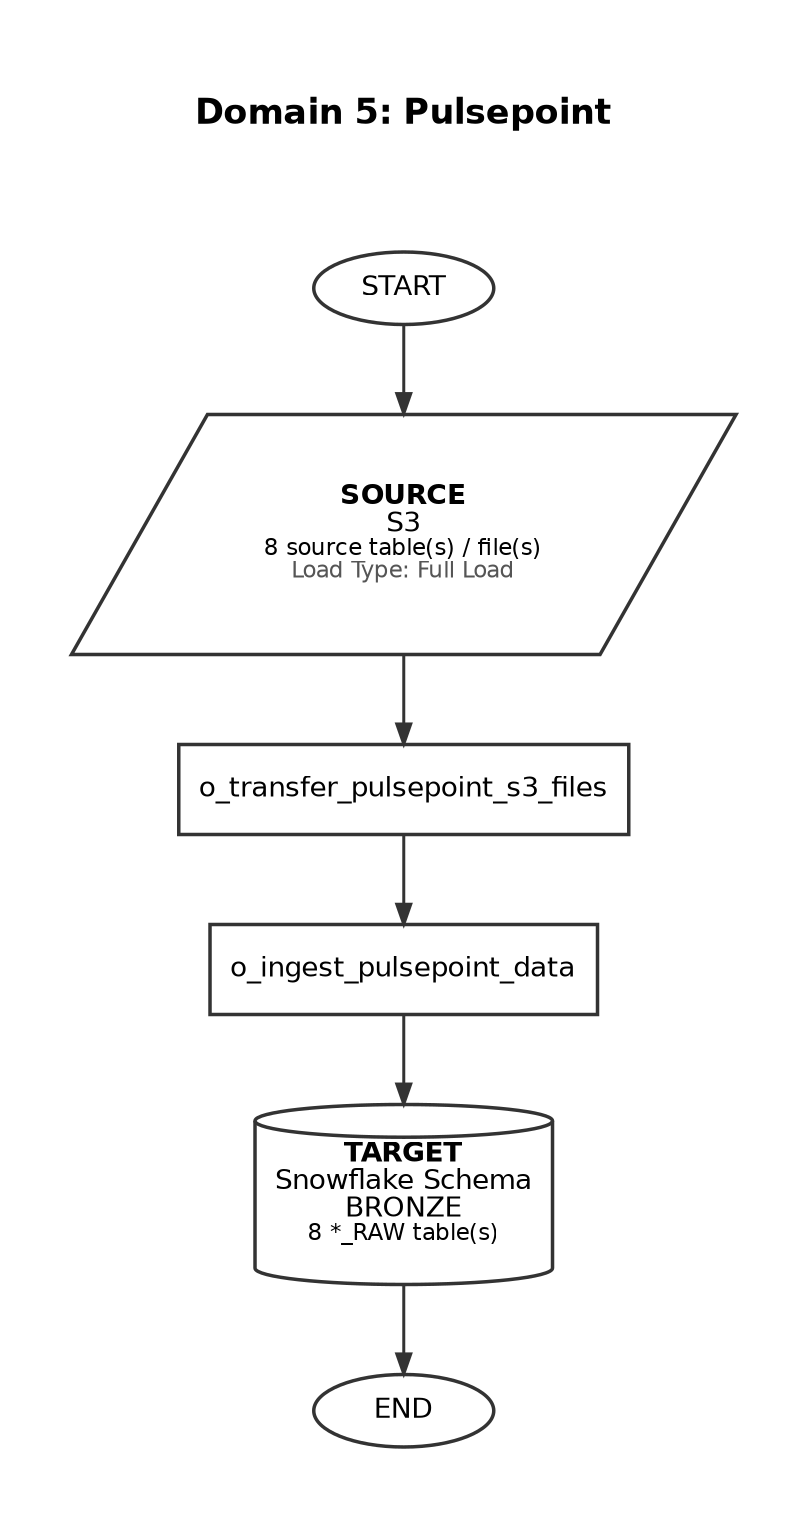 Domain 5: Pulsepoint
START
SOURCE
S3
8 source table(s) / file(s)
Load Type: Full Load
o_transfer_pulsepoint_s3_files
o_ingest_pulsepoint_data
TARGET
Snowflake Schema
BRONZE
8 *_RAW table(s)
END